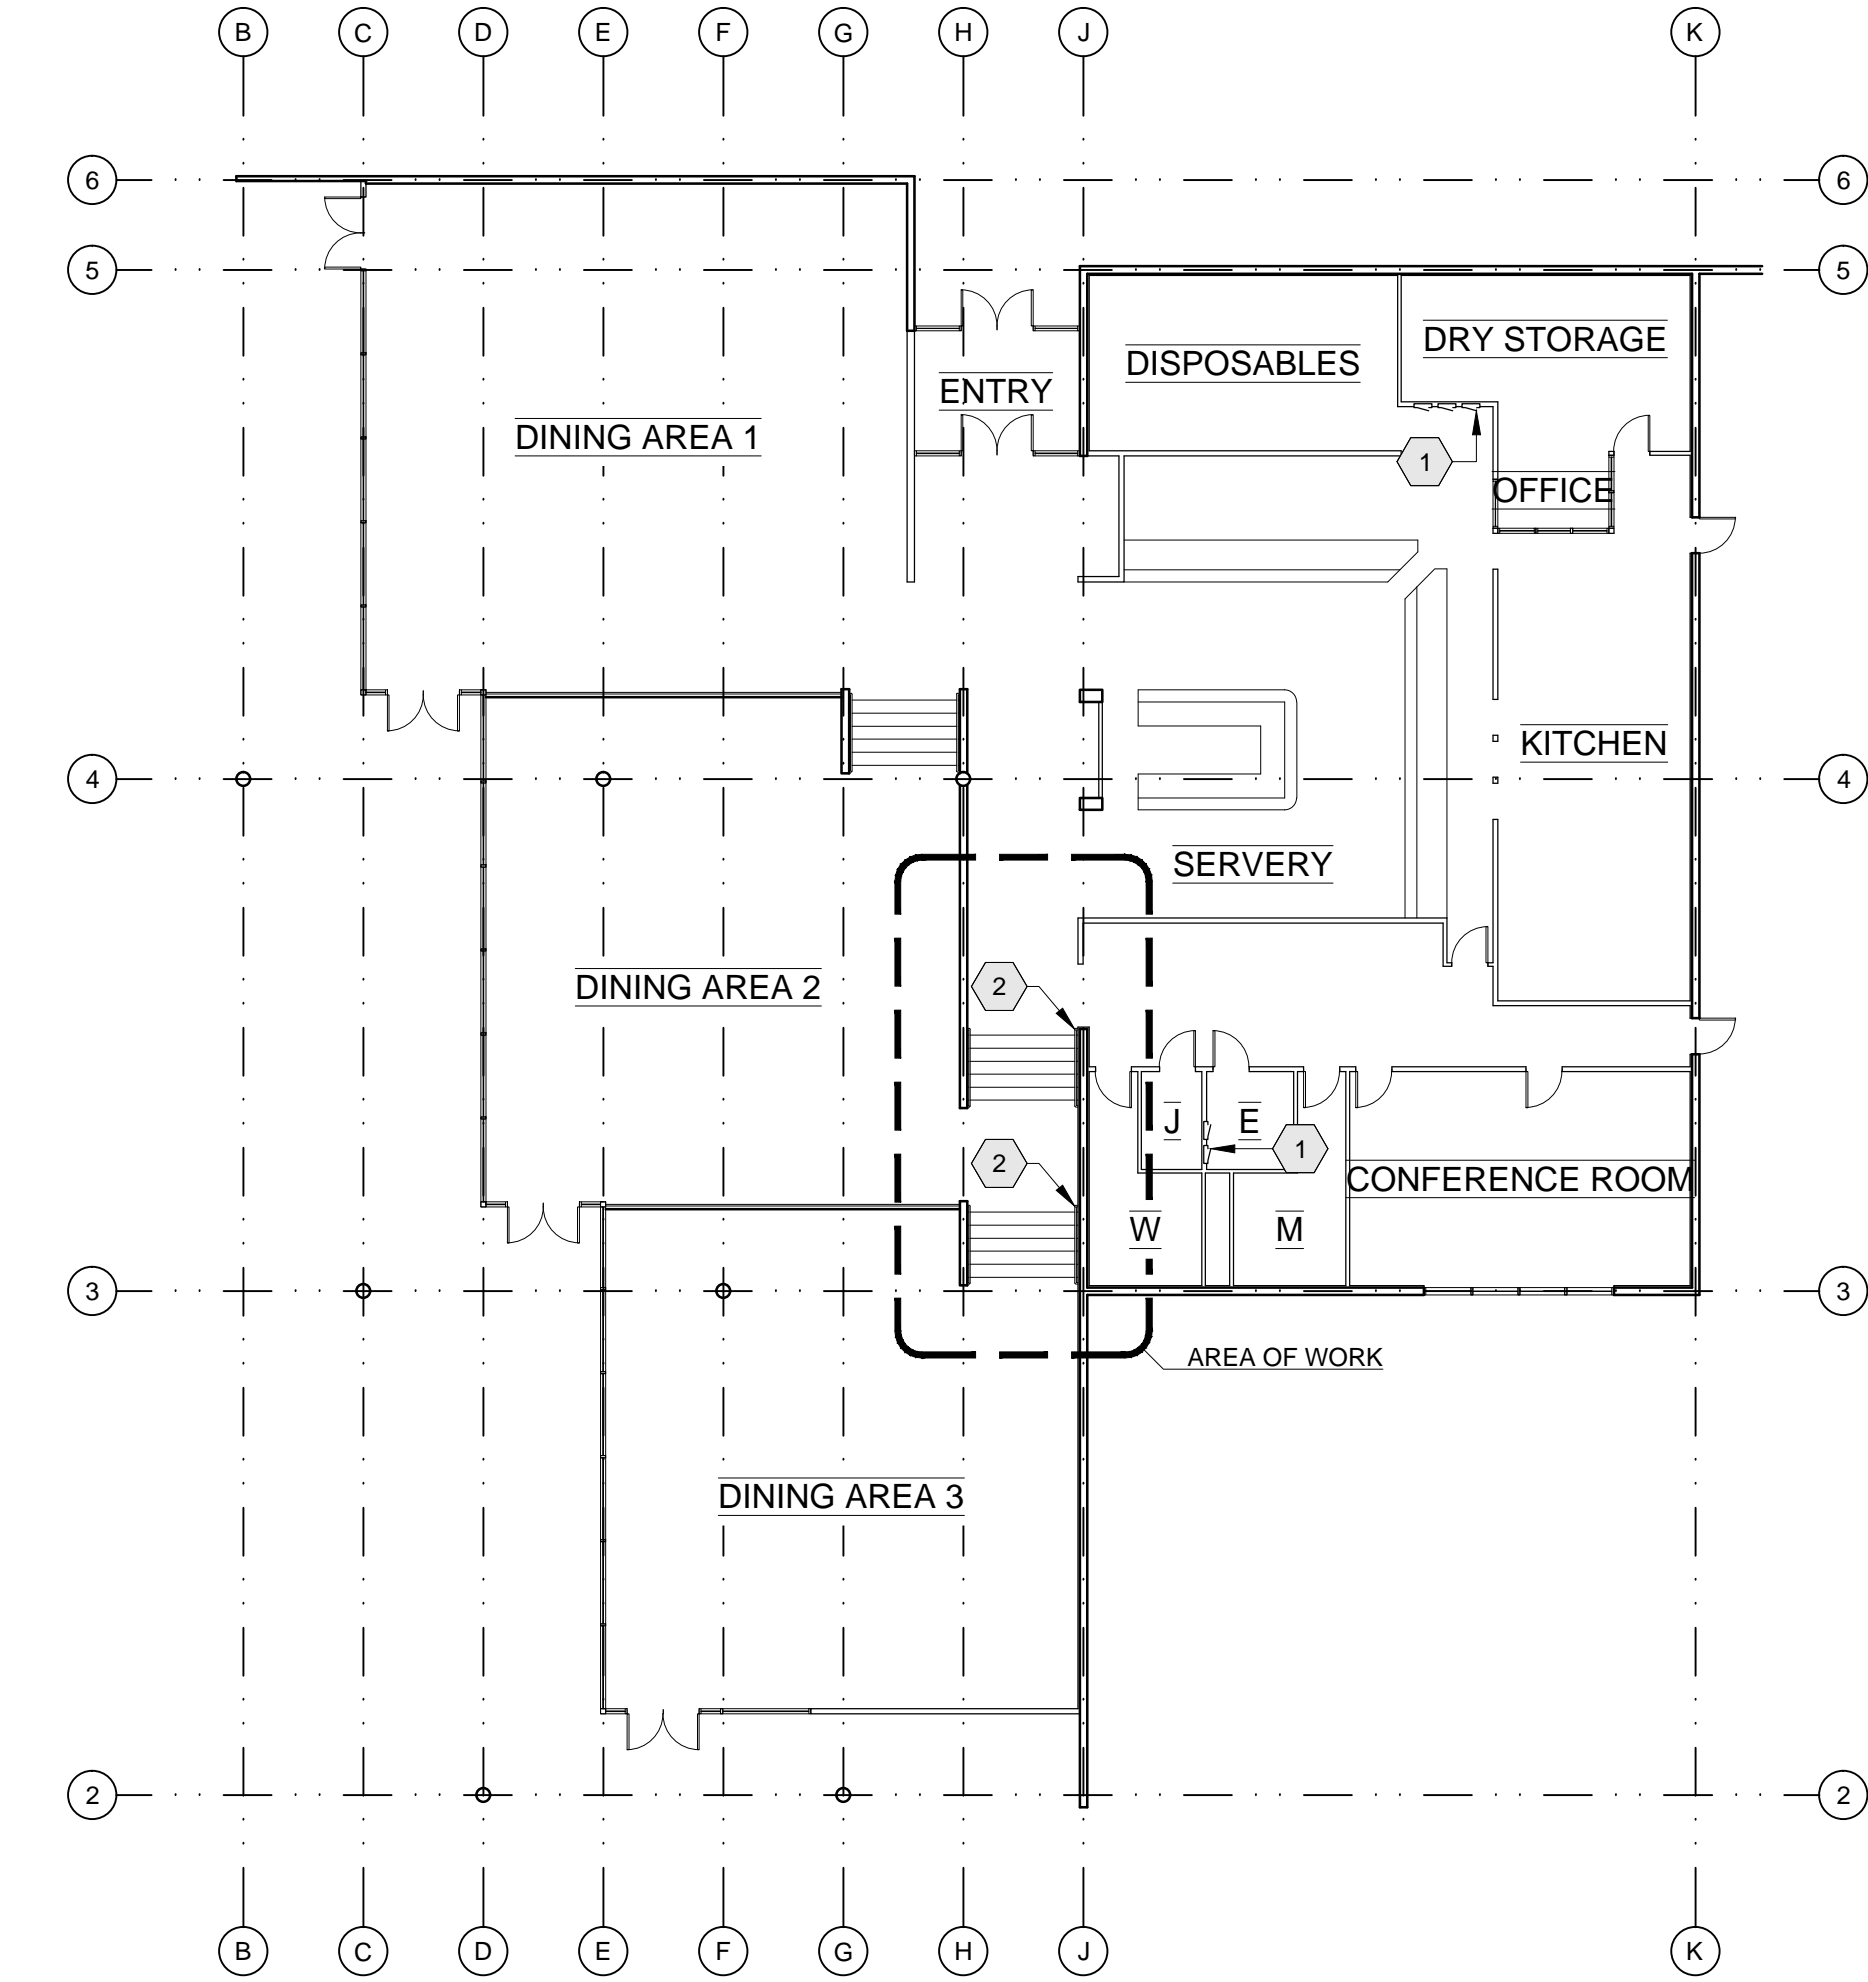 B C D E F G H J K
6 6
5 5
DRY STORAGE
DISPOSABLES
ENTRY
DINING AREA 1
1
OFFICE
KITCHEN
4 4
SERVERY
DINING AREA 2
2
J E
1
2
CONFERENCE ROOM
W M
3 3
AREA OF WORK
DINING AREA 3
2 2
B C D E F G H J K